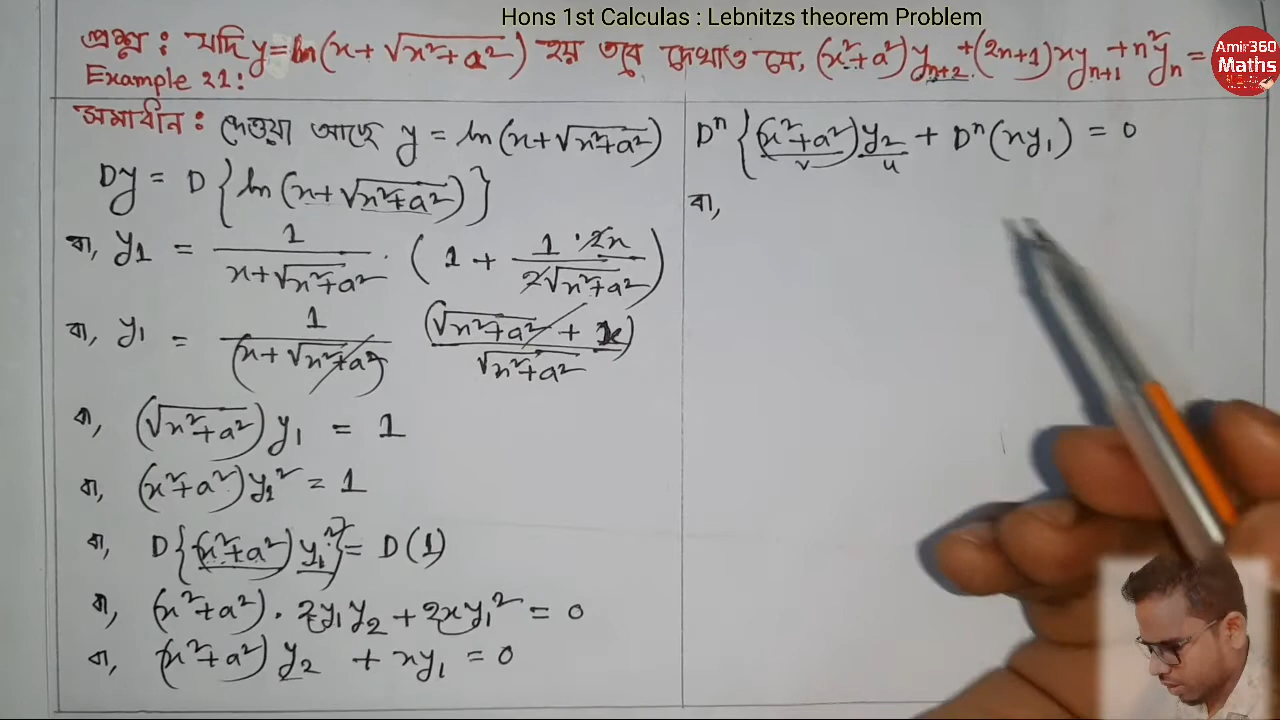 Hons 1st Calculas : Lebnitzs theorem Problem
প্রশ্ন : যদি y = ln(x + √(x²+a²)) হয় তবে দেখাও যে, (x²+a²)yₙ₊₂ + (2n+1)xyₙ₊₁ + n²yₙ =
Amir360 Maths
Example 21:
সমাধান : দেওয়া আছে y = ln(x + √(x²+a²))
Dy = D{ln(x + √(x²+a²))}
বা, y₁ = 1/(x + √(x²+a²)) · (1 + 1·2x/(2√(x²+a²)))
বা, y₁ = 1/(x + √(x²+a²)) (√(x²+a²) + x)/√(x²+a²)
বা, (√(x²+a²))y₁ = 1
বা, (x²+a²)y₁² = 1
বা, D{(x²+a²)y₁²} = D(1)
বা, (x²+a²)·2y₁y₂ + 2xy₁² = 0
বা, (x²+a²)y₂ + xy₁ = 0
Dⁿ{(x²+a²)y₂ + Dⁿ(xy₁) = 0
v u
বা,